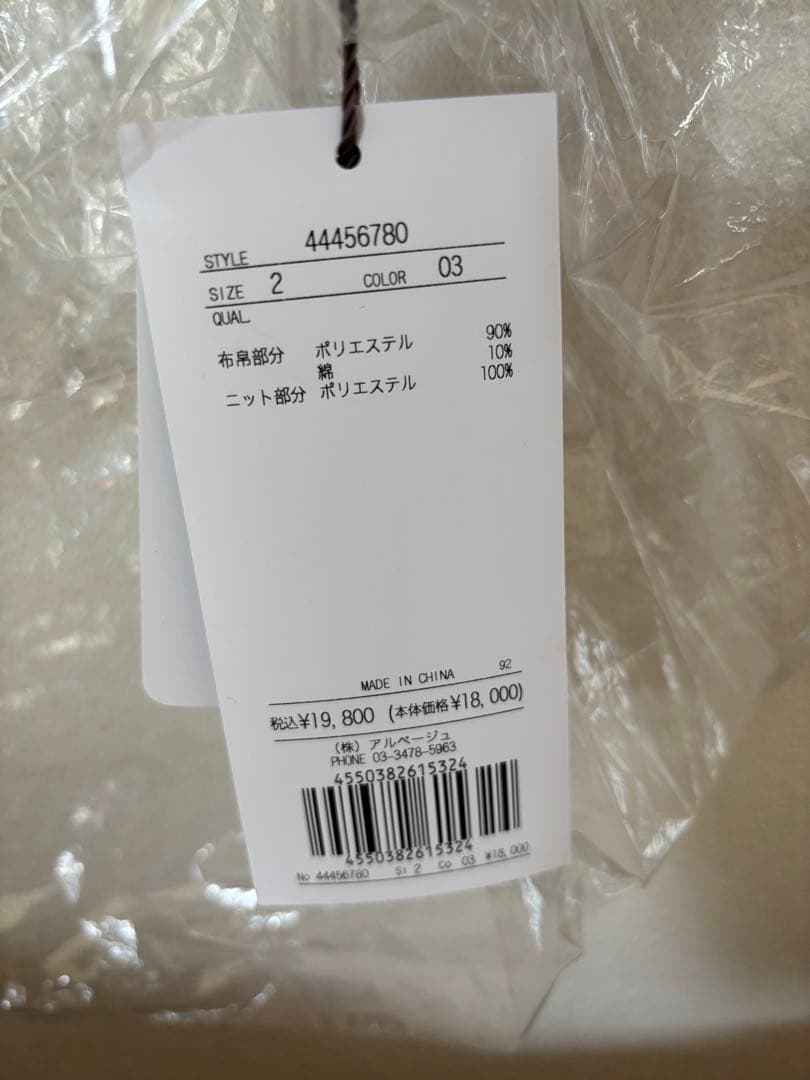 STYLE 44456780
SIZE 2 COLOR 03
QUAL.
布帛部分 ポリエステル 90%
綿 10%
ニット部分 ポリエステル 100%
MADE IN CHINA 92
税込¥19,800 (本体価格¥18,000)
(株) アルページュ
PHONE 03-3478-5963
4550382615324
4550382615324
No 44456780 Si 2 Co 03 ¥18,000